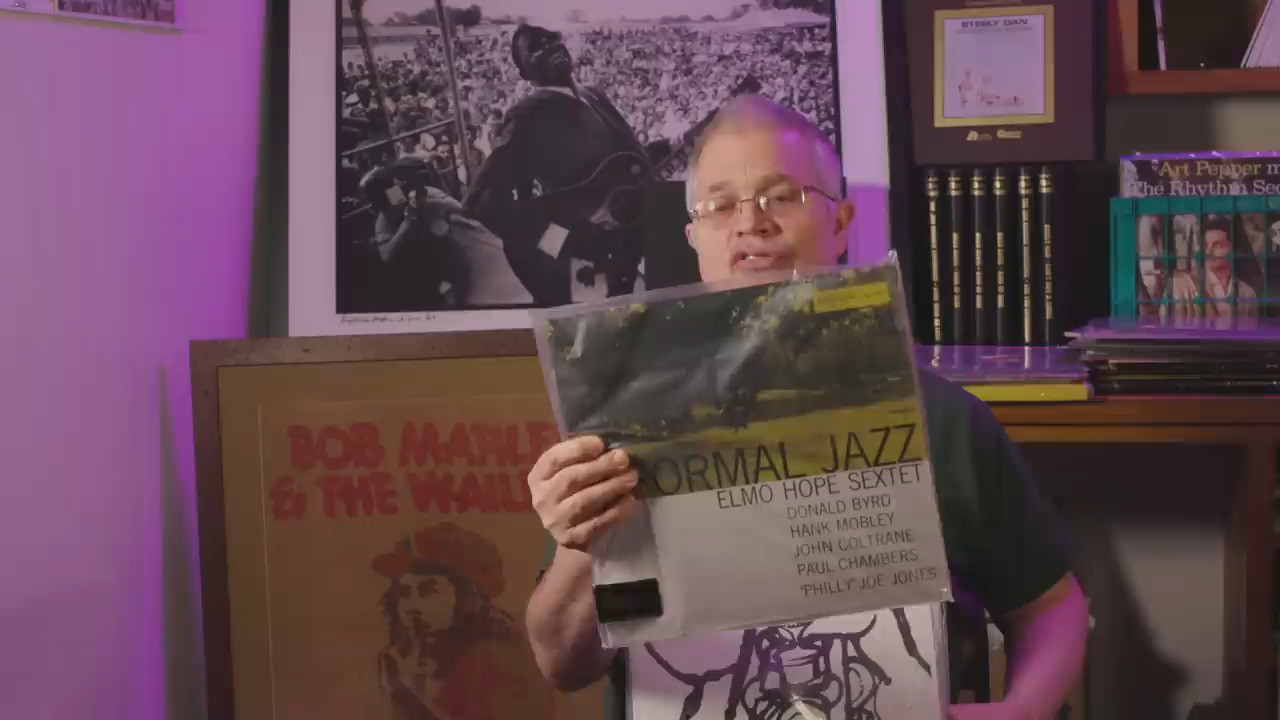 STEELY DAN
Art Pepper m
The Rhythm Sec
BOB MARLE
& THE WAIL
FORMAL JAZZ
ELMO HOPE SEXTET
DONALD BYRD
HANK MOBLEY
JOHN COLTRANE
PAUL CHAMBERS
'PHILLY' JOE JONES